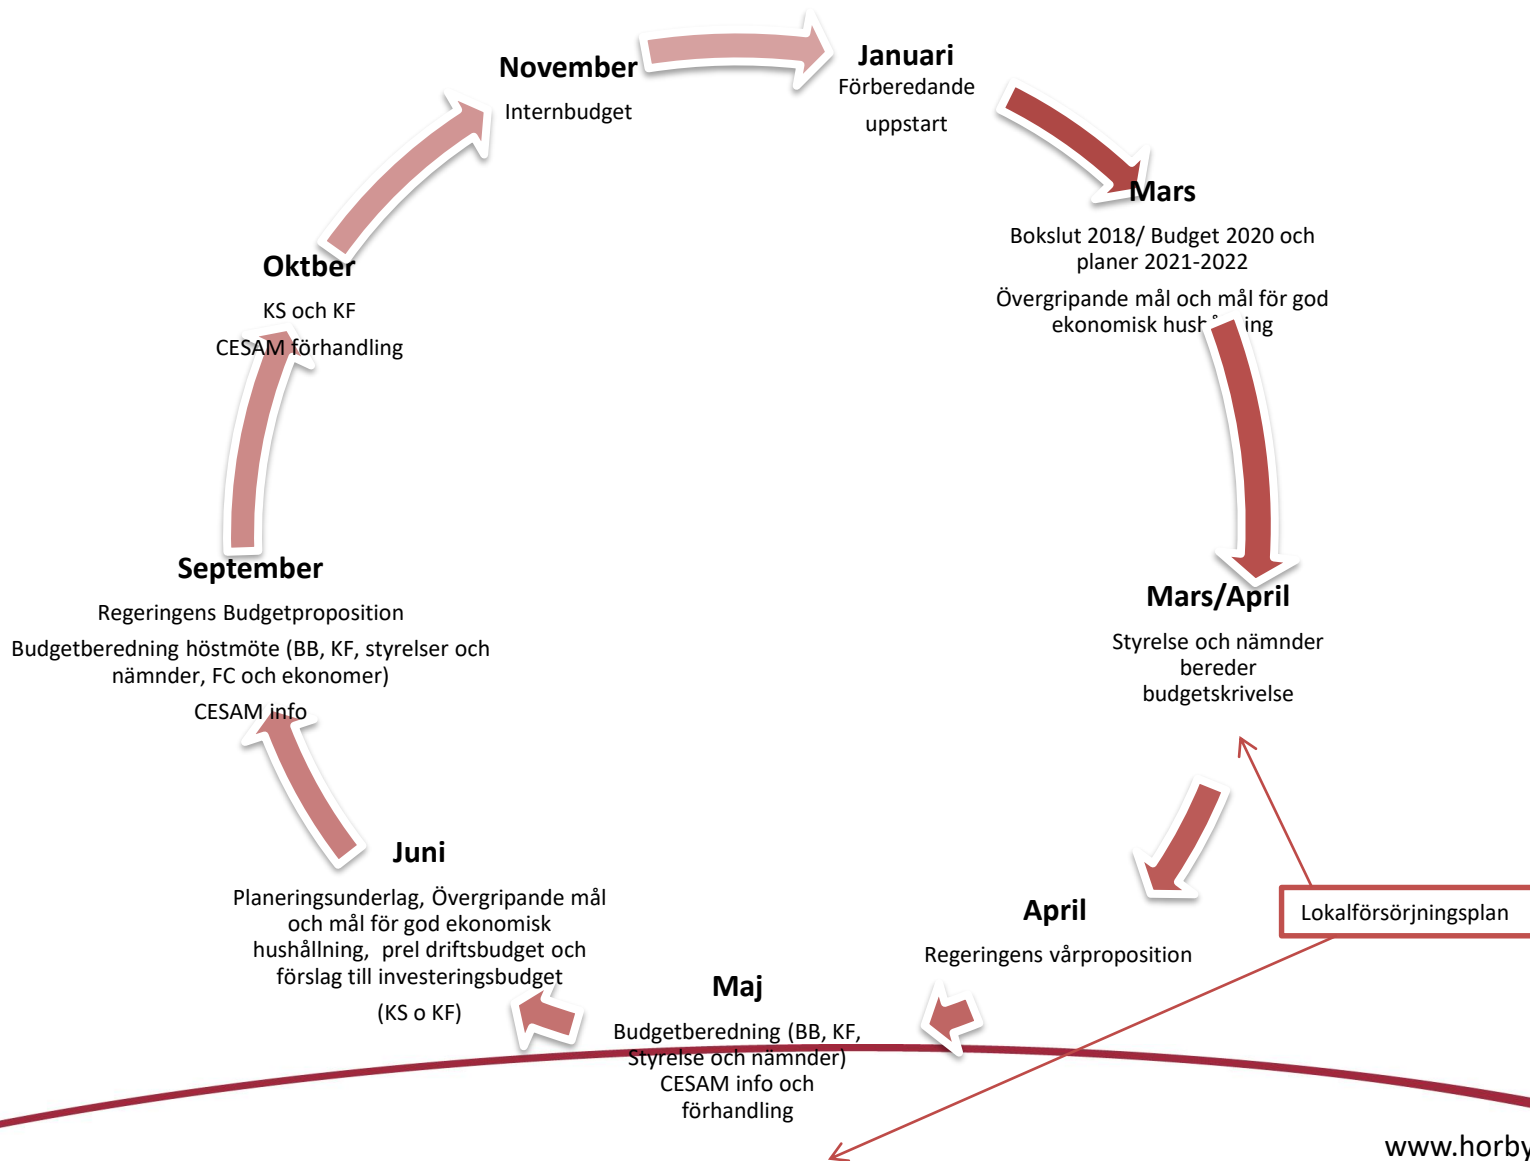 Januari
Förberedande
uppstart
Mars
Bokslut 2018/ Budget 2020 och
planer 2021-2022
Övergripande mål och mål för god
ekonomisk
Mars/April
Styrelse och nämnder
bereder
budgetskrivelse
Lokalförsörjningsplan
April
Regeringens vårproposition
Maj
Budgetberedning (BB, KF,
Styrelse och nämnder)
CESAM info och
förhandling
Juni
Planeringsunderlag, Övergripande mål
och mål för god ekonomisk
hushållning, prel driftsbudget och
förslag till investeringsbudget
(KS o KF)
September
Regeringens Budgetproposition
Budgetberedning höstmöte (BB, KF, styrelser och
nämnder, FC och ekonomer)
CESAM info
Oktber
KS och KF
CESAM förhandling
November
Internbudget
www.horby